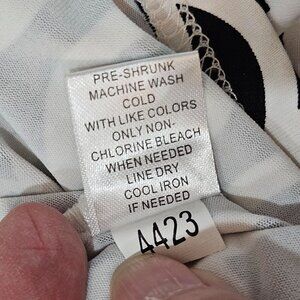 PRE-SHRUNK
MACHINE WASH
COLD
WITH LIKE COLORS
ONLY NON-
CHLORINE BLEACH
WHEN NEEDED
LINE DRY
COOL IRON
IF NEEDED
4423